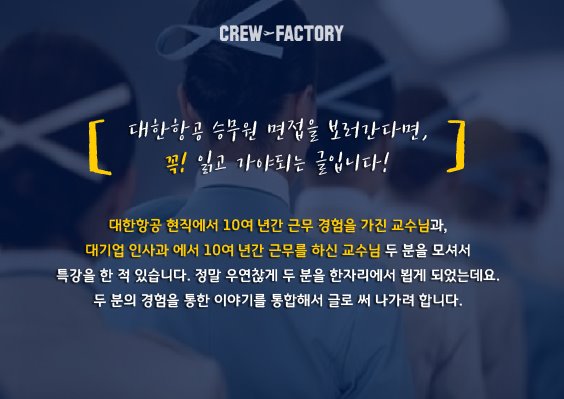 CREW FACTORY
대한항공 승무원 면접을 보러간다면,
꼭! 읽고 가야되는 글입니다!
대한항공 현직에서 10여 년간 근무 경험을 가진 교수님과,
대기업 인사과 에서 10여 년간 근무를 하신 교수님 두 분을 모셔서
특강을 한 적 있습니다. 정말 우연찮게 두 분을 한자리에서 뵙게 되었는데요.
두 분의 경험을 통한 이야기를 통합해서 글로 써 나가려 합니다.